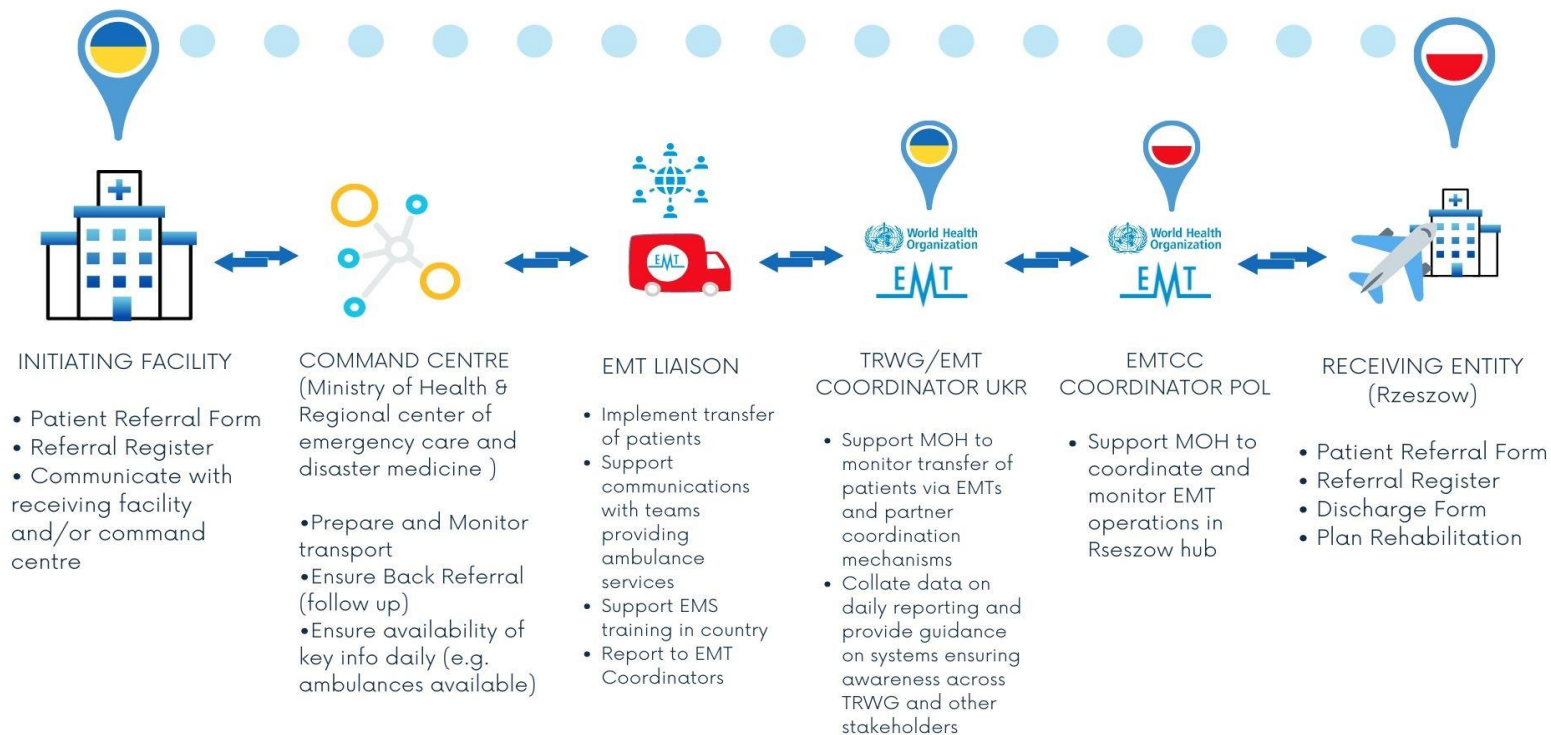 EMT
World Health
Organization
EMT
World Health
Organization
EMT
INITIATING FACILITY
• Patient Referral Form
• Referral Register
• Communicate with
receiving facility
and/or command
centre
COMMAND CENTRE
(Ministry of Health &
Regional center of
emergency care and
disaster medicine )
•Prepare and Monitor
transport
•Ensure Back Referral
(follow up)
•Ensure availability of
key info daily (e.g.
ambulances available)
EMT LIAISON
• Implement transfer
of patients
• Support
communications
with teams
providing
ambulance
services
• Support EMS
training in country
• Report to EMT
Coordinators
TRWG/EMT
COORDINATOR UKR
• Support MOH to
monitor transfer of
patients via EMTs
and partner
coordination
mechanisms
• Collate data on
daily reporting and
provide guidance
on systems ensuring
awareness across
TRWG and other
stakeholders
EMTCC
COORDINATOR POL
• Support MOH to
coordinate and
monitor EMT
operations in
Rseszow hub
RECEIVING ENTITY
(Rzeszow)
• Patient Referral Form
• Referral Register
• Discharge Form
• Plan Rehabilitation